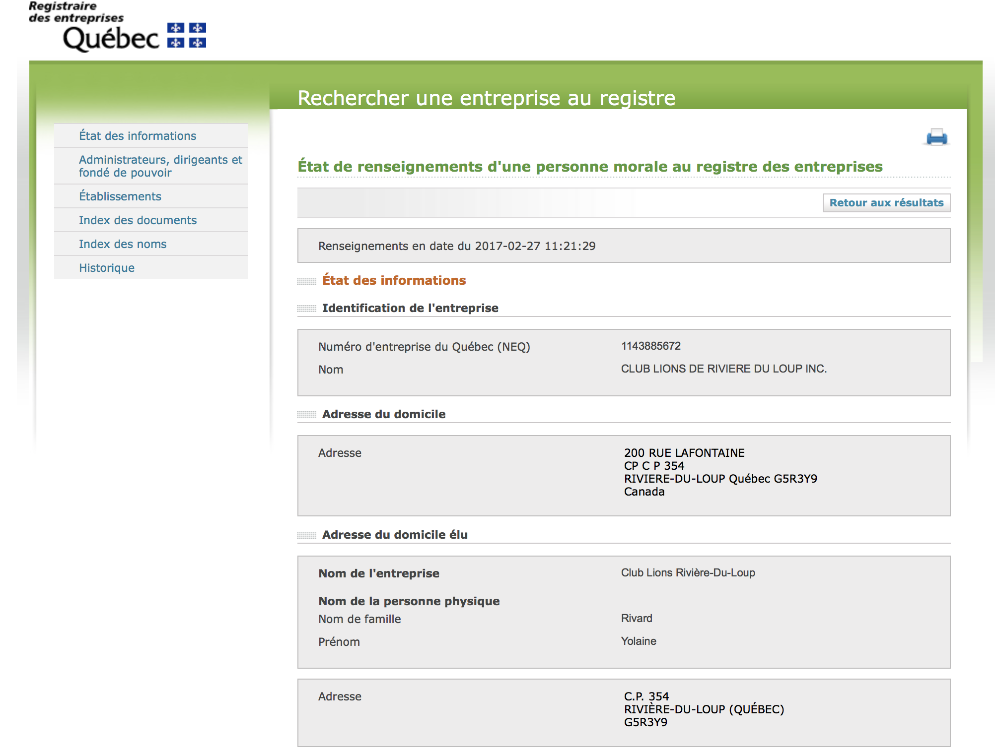 Registraire
des entreprises
Québec
Rechercher une entreprise au registre
État des informations
Administrateurs, dirigeants et
fondé de pouvoir
Établissements
Index des documents
Index des noms
Historique
État de renseignements d'une personne morale au registre des entreprises
Retour aux résultats
Renseignements en date du 2017-02-27 11:21:29
État des informations
Identification de l'entreprise
Numéro d'entreprise du Québec (NEQ) 1143885672
Nom CLUB LIONS DE RIVIERE DU LOUP INC.
Adresse du domicile
Adresse 200 RUE LAFONTAINE
CP C P 354
RIVIERE-DU-LOUP Québec G5R3Y9
Canada
Adresse du domicile élu
Nom de l'entreprise Club Lions Rivière-Du-Loup
Nom de la personne physique
Nom de famille Rivard
Prénom Yolaine
Adresse C.P. 354
RIVIÈRE-DU-LOUP (QUÉBEC)
G5R3Y9